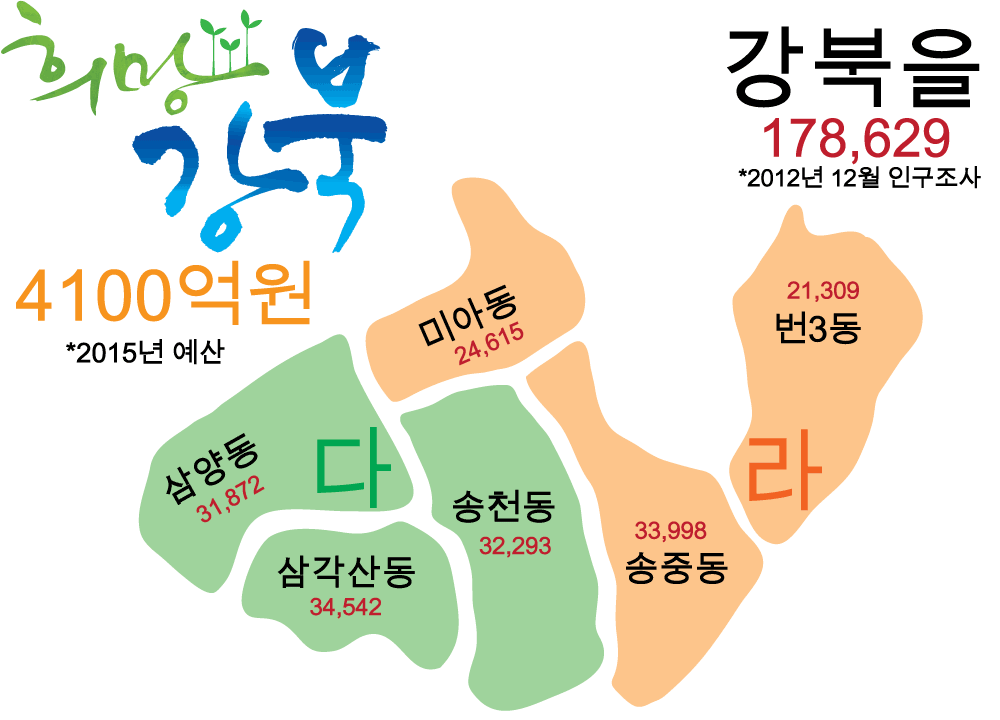 희망
강북
강북을
178,629
*2012년 12월 인구조사
4100억원
*2015년 예산
미아동
24,615
21,309
번3동
삼양동
31,872
다
라
송천동
32,293
33,998
송중동
삼각산동
34,542